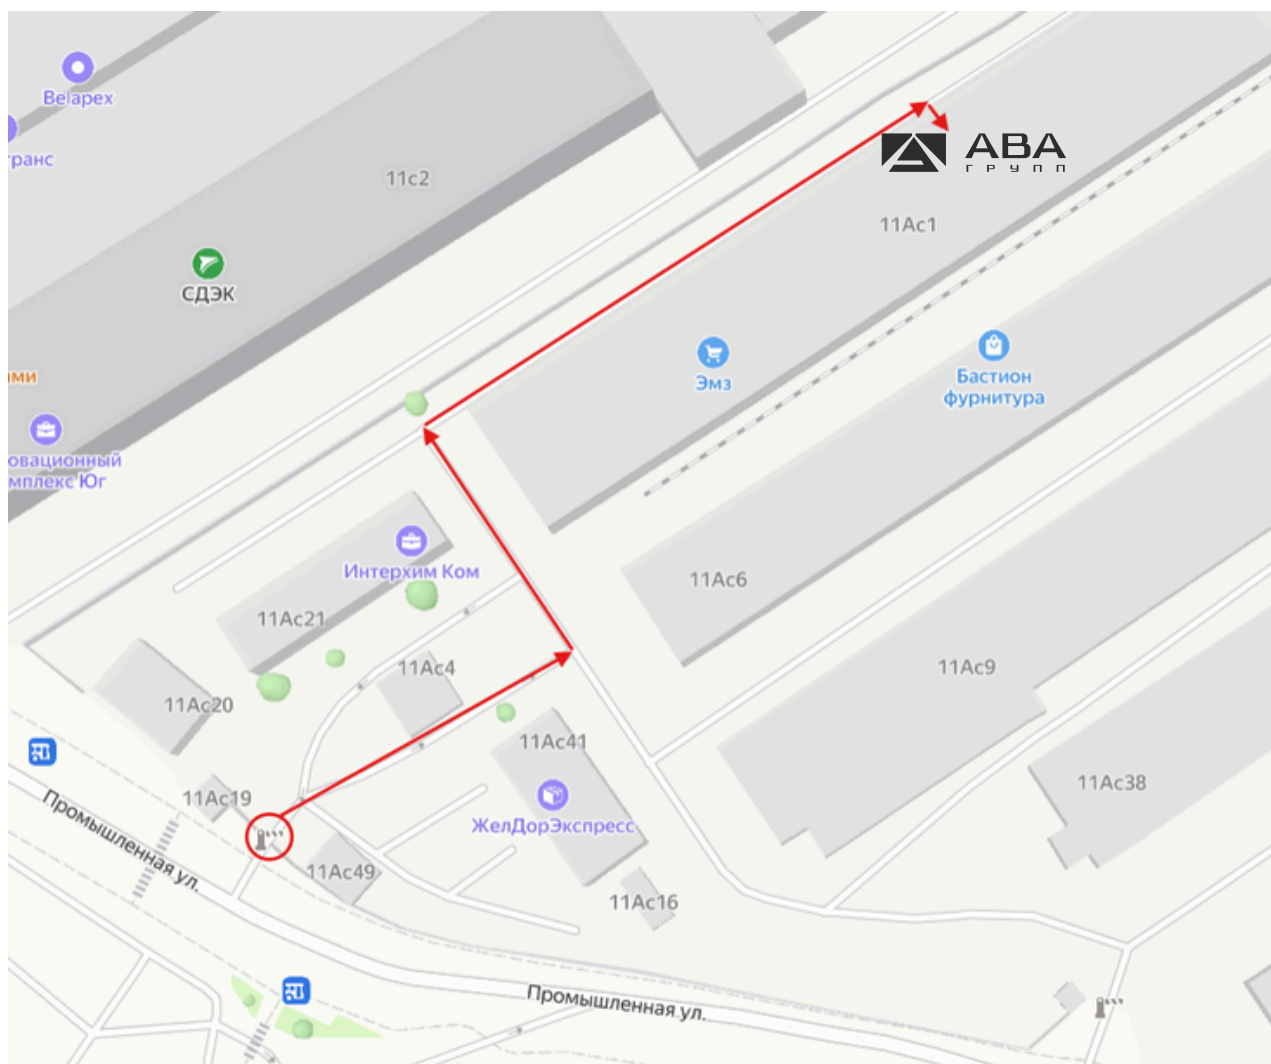 Belapex
транс
11с2
СДЭК
АВА
ГРУПП
11Ас1
Эмз
Бастион
фурнитура
ами
овационный
мплекс Юг
Интерхим Ком
11Ас6
11Ас21
11Ас4
11Ас9
11Ас20
11Ас41
11Ас38
11Ас19
ЖелДорЭкспресс
Промышленная ул.
11Ас49
11Ас16
Промышленная ул.